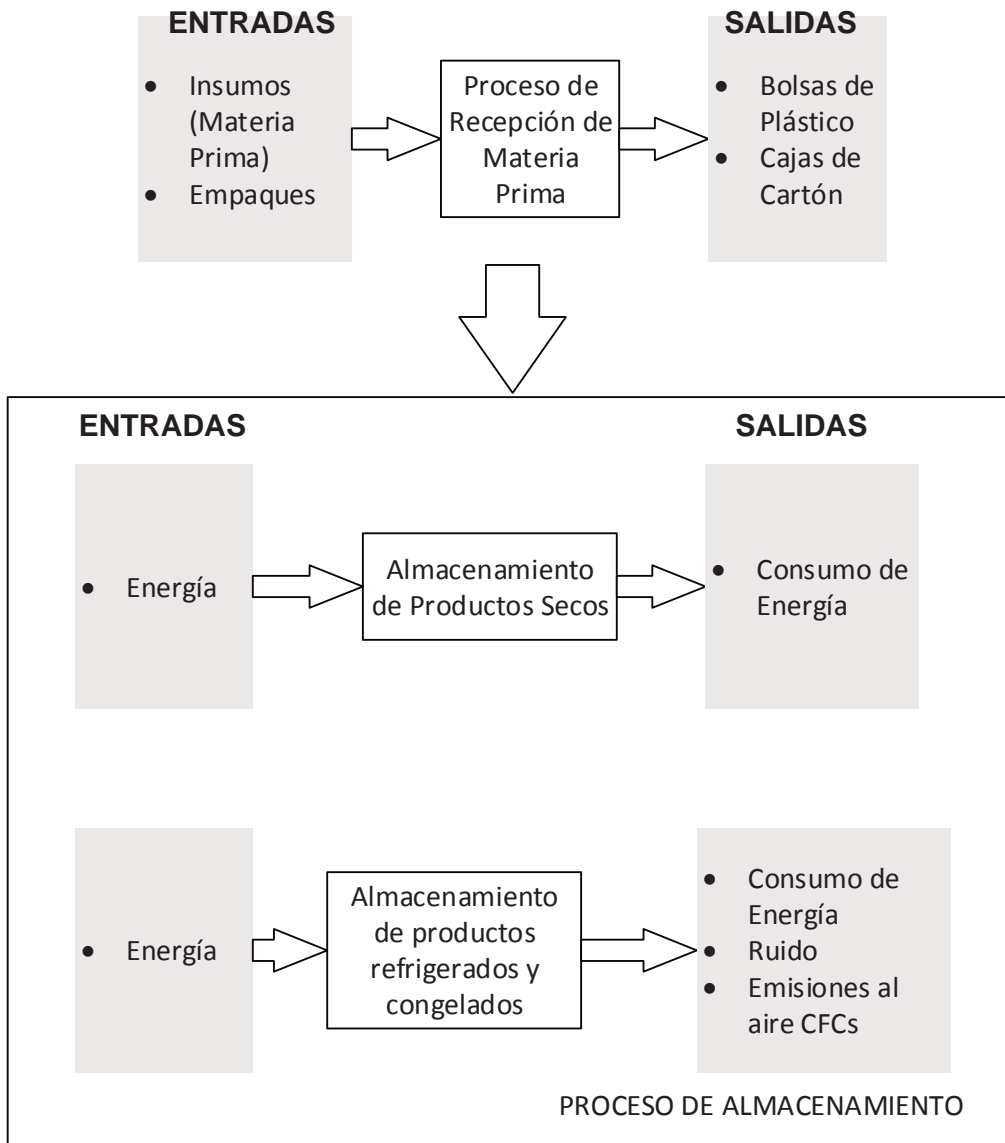 ENTRADAS
SALIDAS
• Insumos
(Materia
Prima)
• Empaques
Proceso de
Recepción de
Materia
Prima
• Bolsas de
Plástico
• Cajas de
Cartón
ENTRADAS
SALIDAS
• Energía
Almacenamiento
de Productos Secos
• Consumo de
Energía
• Energía
Almacenamiento
de productos
refrigerados y
congelados
• Consumo de
Energía
• Ruido
• Emisiones al
aire CFCs
PROCESO DE ALMACENAMIENTO